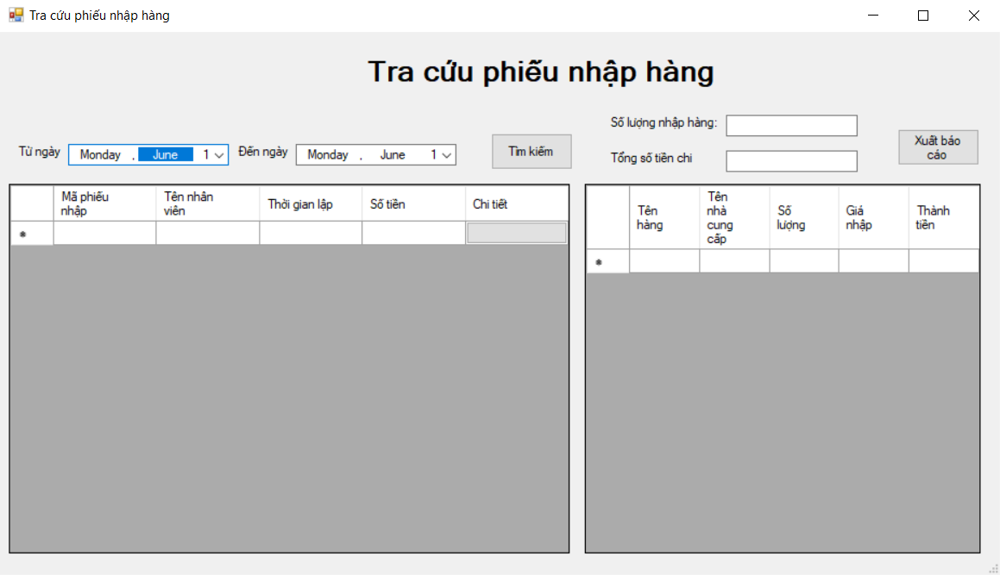 Tra cứu phiếu nhập hàng
Tra cứu phiếu nhập hàng
Từ ngày Monday , June 1
Đến ngày Monday , June 1
Tìm kiếm
Số lượng nhập hàng:
Tổng số tiền chi
Xuất báo
cáo
Mã phiếu
nhập
Tên nhân
viên
Thời gian lập
Số tiền
Chi tiết
Tên
hàng
Tên
nhà
cung
cấp
Số
lượng
Giá
nhập
Thành
tiền